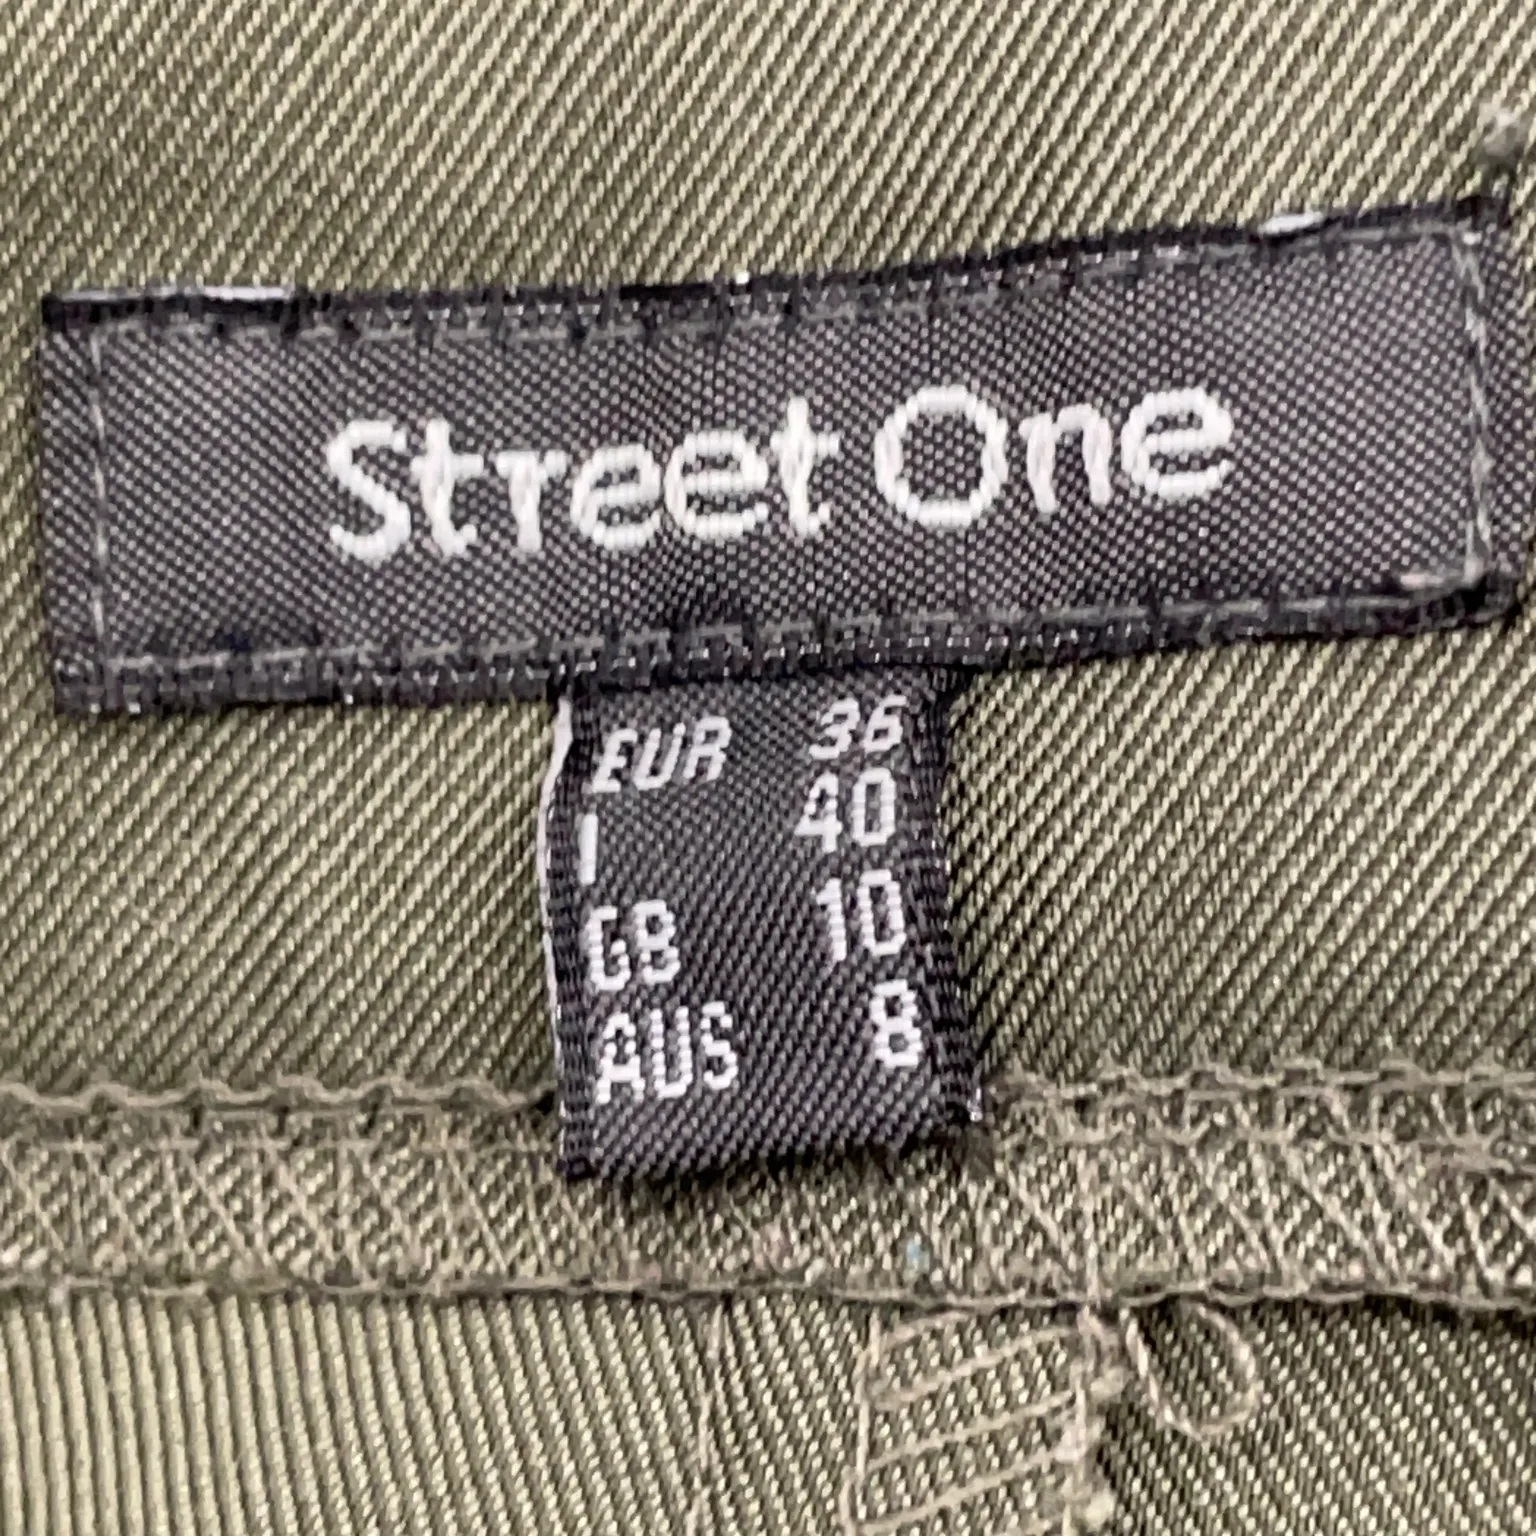 Street One
EUR 36
I 40
GB 10
AUS 8